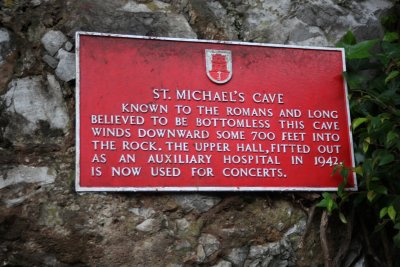 ST. MICHAEL'S CAVE
KNOWN TO THE ROMANS AND LONG
BELIEVED TO BE BOTTOMLESS THIS CAVE
WINDS DOWNWARD SOME 700 FEET INTO
THE ROCK. THE UPPER HALL, FITTED OUT
AS AN AUXILIARY HOSPITAL IN 1942,
IS NOW USED FOR CONCERTS.